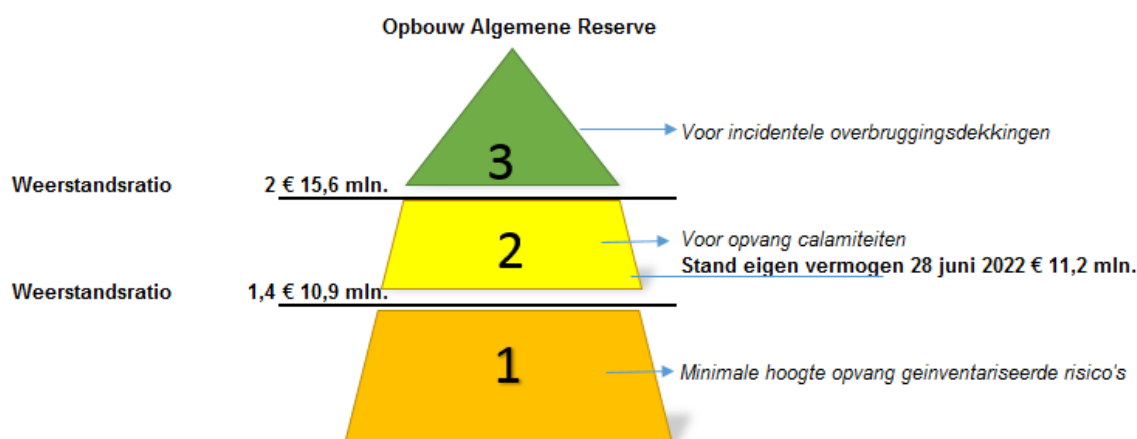 Opbouw Algemene Reserve
Voor incidentele overbruggingsdekkingen
3
Weerstandsratio 2 € 15,6 mln.
Voor opvang calamiteiten
2
Stand eigen vermogen 28 juni 2022 € 11,2 mln.
Weerstandsratio 1,4 € 10,9 mln.
1
Minimale hoogte opvang geinventariseerde risico's